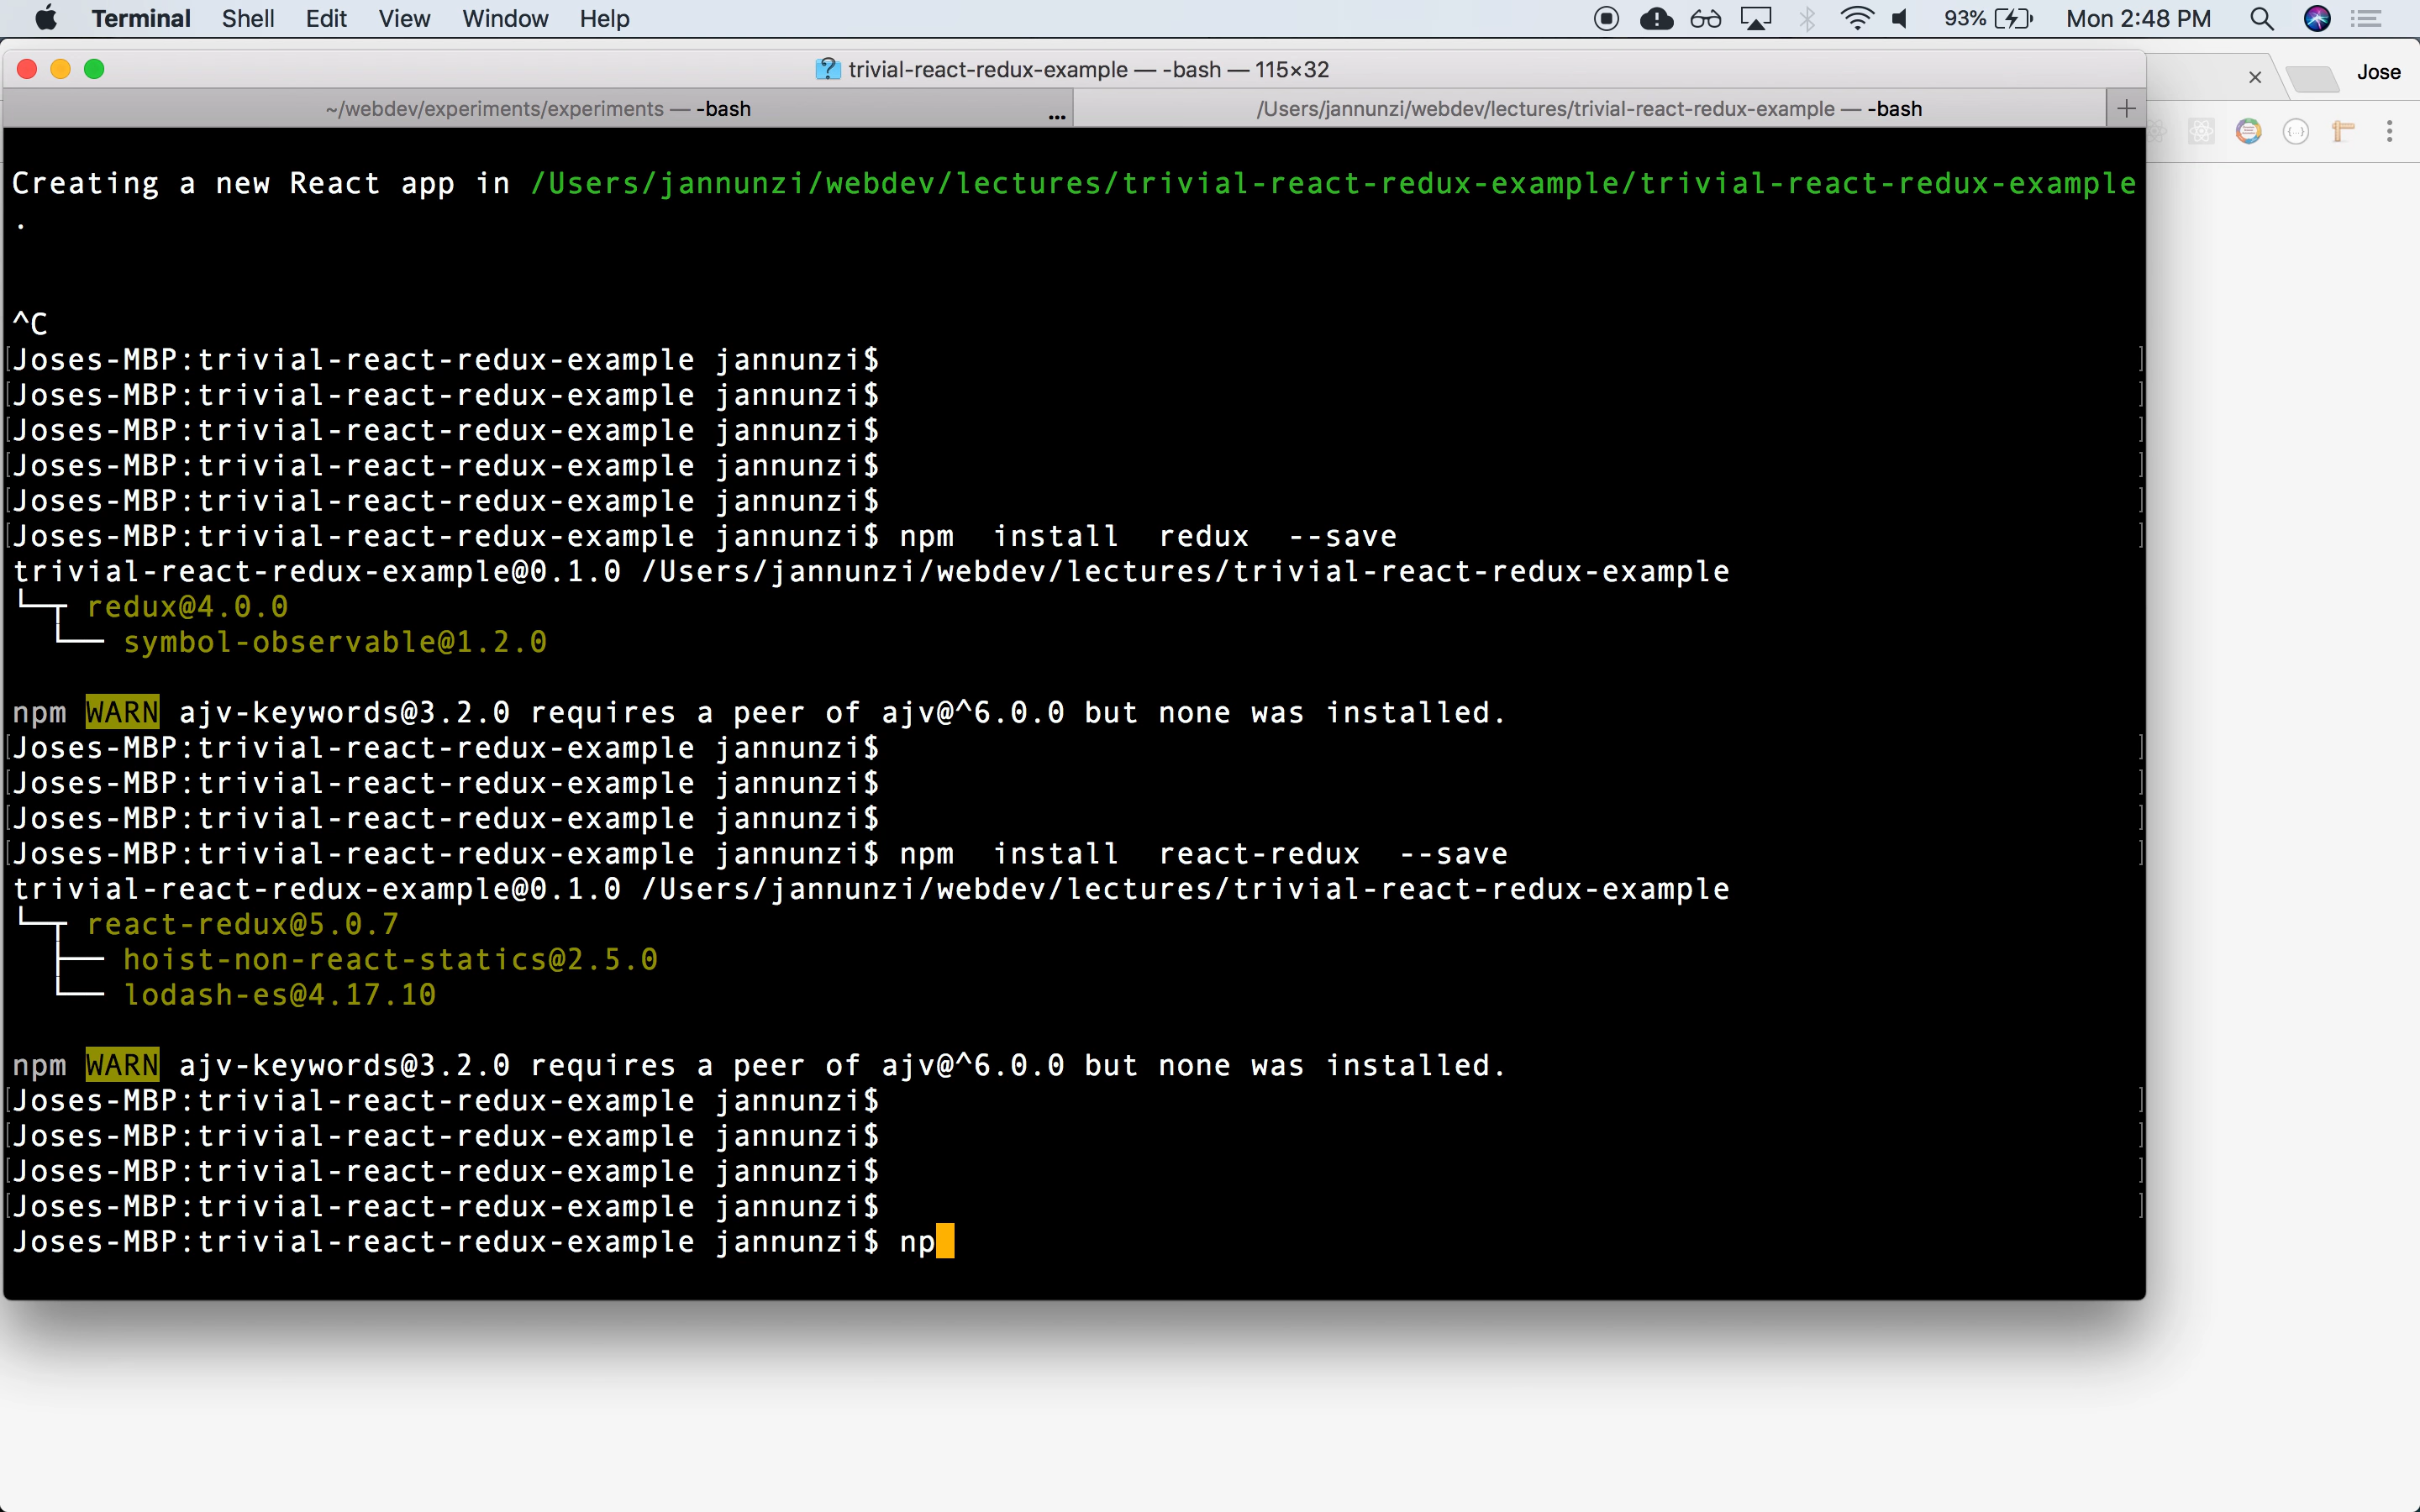 Terminal Shell Edit View Window Help 93% Mon 2:48 PM
trivial-react-redux-example — -bash — 115×32
Jose
~/webdev/experiments/experiments — -bash ... /Users/jannunzi/webdev/lectures/trivial-react-redux-example — -bash +
Creating a new React app in /Users/jannunzi/webdev/lectures/trivial-react-redux-example/trivial-react-redux-example
.
^C
[Joses-MBP:trivial-react-redux-example jannunzi$ ]
[Joses-MBP:trivial-react-redux-example jannunzi$ ]
[Joses-MBP:trivial-react-redux-example jannunzi$ ]
[Joses-MBP:trivial-react-redux-example jannunzi$ ]
[Joses-MBP:trivial-react-redux-example jannunzi$ ]
[Joses-MBP:trivial-react-redux-example jannunzi$ npm  install  redux  --save ]
trivial-react-redux-example@0.1.0 /Users/jannunzi/webdev/lectures/trivial-react-redux-example
└─┬ redux@4.0.0
  └── symbol-observable@1.2.0
npm WARN ajv-keywords@3.2.0 requires a peer of ajv@^6.0.0 but none was installed.
[Joses-MBP:trivial-react-redux-example jannunzi$ ]
[Joses-MBP:trivial-react-redux-example jannunzi$ ]
[Joses-MBP:trivial-react-redux-example jannunzi$ ]
[Joses-MBP:trivial-react-redux-example jannunzi$ npm  install  react-redux  --save ]
trivial-react-redux-example@0.1.0 /Users/jannunzi/webdev/lectures/trivial-react-redux-example
└─┬ react-redux@5.0.7
  ├── hoist-non-react-statics@2.5.0
  └── lodash-es@4.17.10
npm WARN ajv-keywords@3.2.0 requires a peer of ajv@^6.0.0 but none was installed.
[Joses-MBP:trivial-react-redux-example jannunzi$ ]
[Joses-MBP:trivial-react-redux-example jannunzi$ ]
[Joses-MBP:trivial-react-redux-example jannunzi$ ]
[Joses-MBP:trivial-react-redux-example jannunzi$ ]
Joses-MBP:trivial-react-redux-example jannunzi$ np